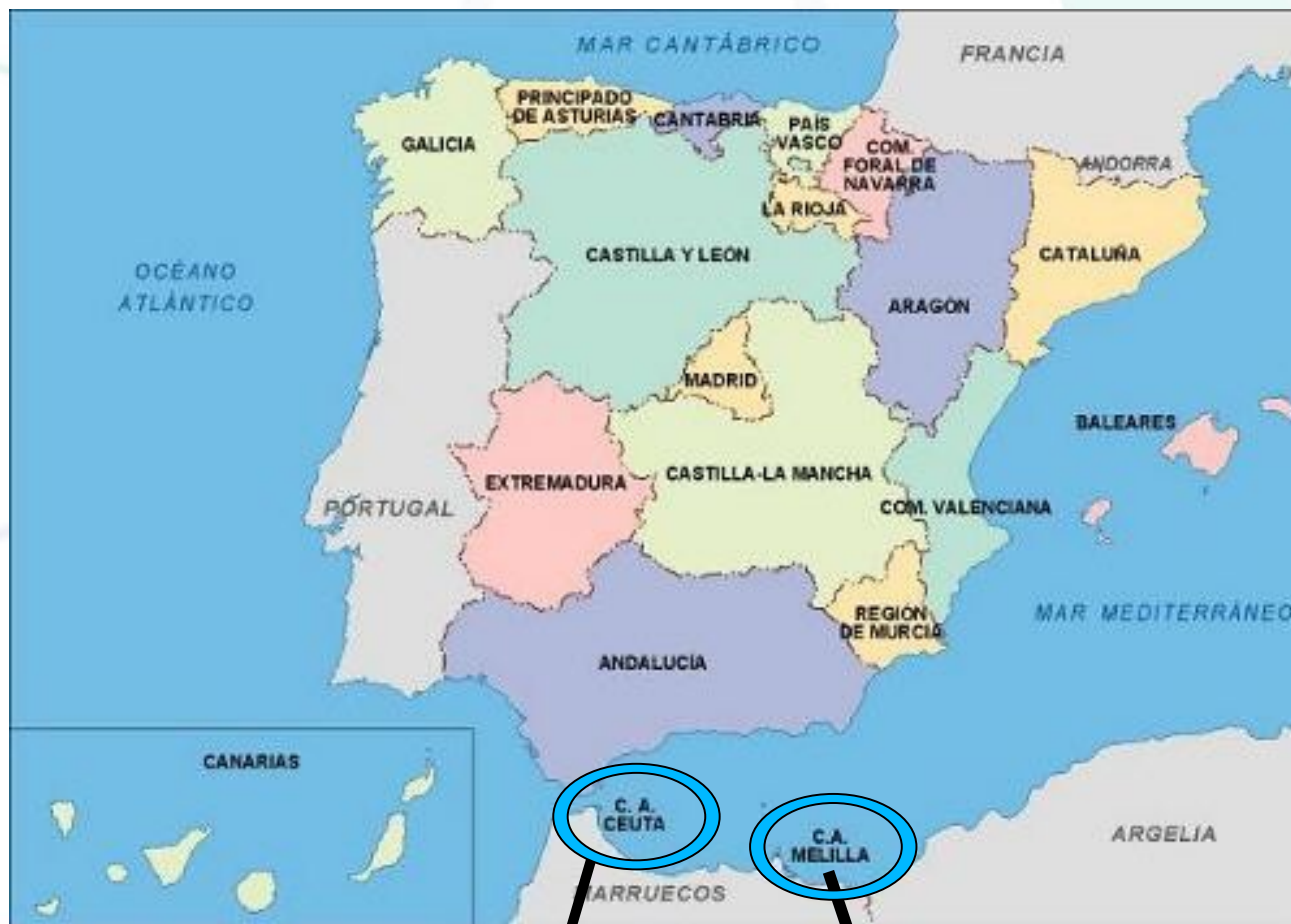 MAR CANTÁBRICO
FRANCIA
PRINCIPADO
DE ASTURIAS
CANTABRIA
PAÍS
VASCO
GALICIA
COM.
FORAL DE
NAVARRA
ANDORRA
LA RIOJA
CASTILLA Y LEÓN
CATALUÑA
OCÉANO
ATLÁNTICO
ARAGÓN
MADRID
BALEARES
EXTREMADURA
CASTILLA-LA MANCHA
PORTUGAL
COM. VALENCIANA
REGIÓN
DE MURCIA
MAR MEDITERRÁNEO
ANDALUCÍA
CANARIAS
C. A.
CEUTA
C.A.
MELILLA
ARGELIA
MARRUECOS